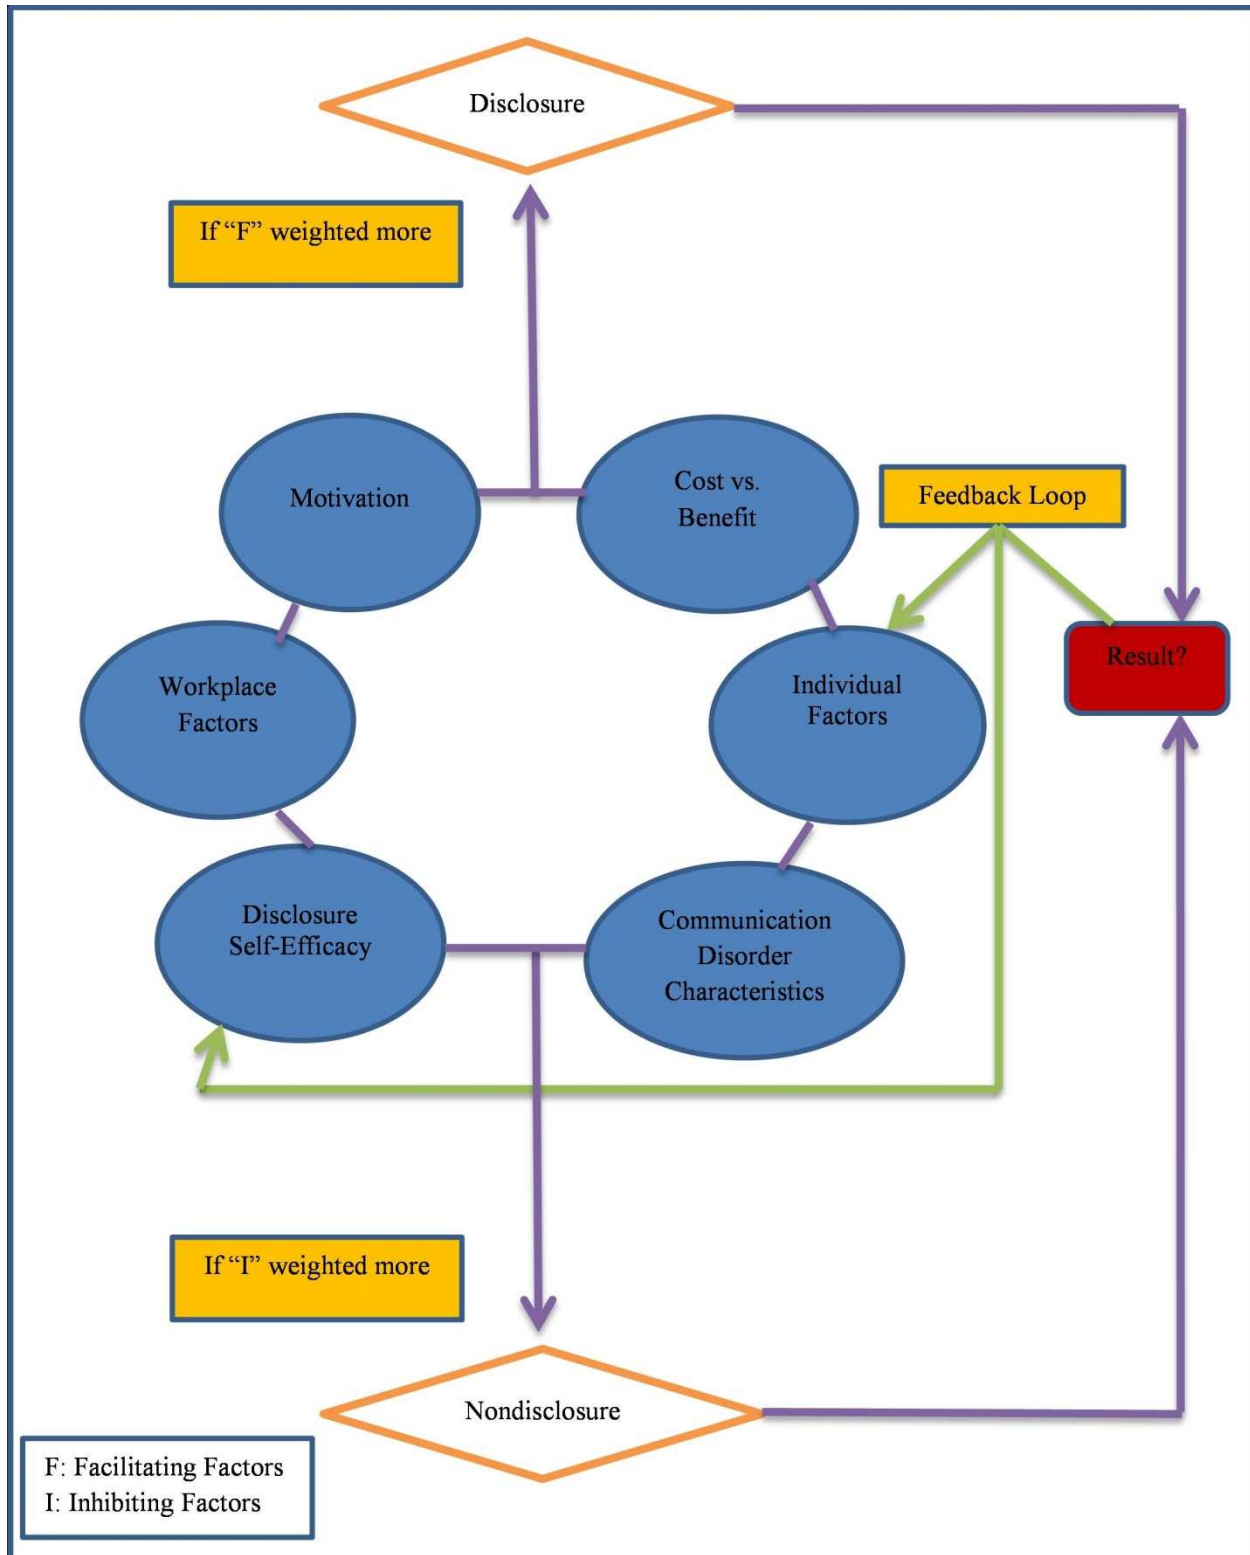 Disclosure
If “F” weighted more
Motivation
Cost vs.
Benefit
Feedback Loop
Workplace
Factors
Individual
Factors
Result?
Disclosure
Self-Efficacy
Communication
Disorder
Characteristics
If “I” weighted more
Nondisclosure
F: Facilitating Factors
I: Inhibiting Factors